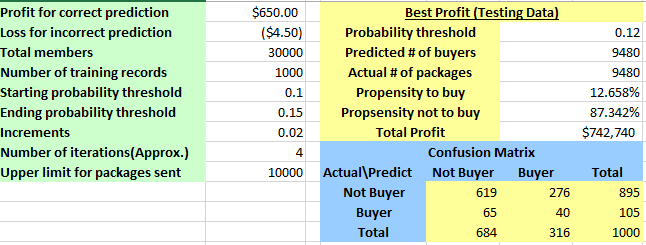 Profit for correct prediction $650.00 Best Profit (Testing Data)
Loss for incorrect prediction ($4.50) Probability threshold 0.12
Total members 30000 Predicted # of buyers 9480
Number of training records 1000 Actual # of packages 9480
Starting probability threshold 0.1 Propensity to buy 12.658%
Ending probability threshold 0.15 Propsensity not to buy 87.342%
Increments 0.02 Total Profit $742,740
Number of iterations(Approx.) 4 Confusion Matrix
Upper limit for packages sent 10000 Actual\Predict Not Buyer Buyer Total
Not Buyer 619 276 895
Buyer 65 40 105
Total 684 316 1000